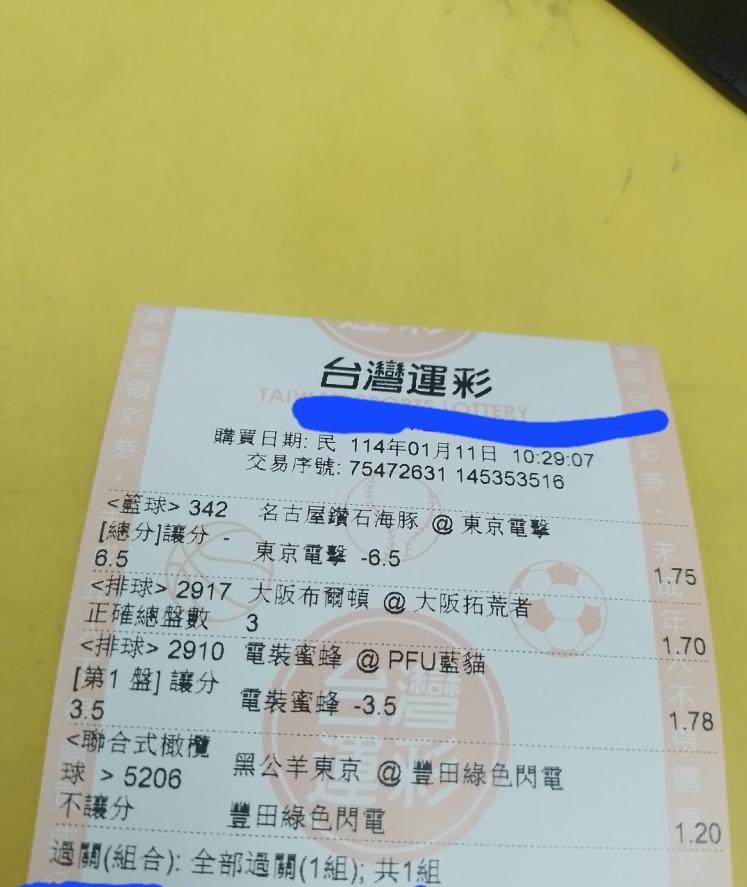 台灣運彩
TAIWAN SPORTS LOTTERY
購買日期: 民 114年01月11日 10:29:07
交易序號: 75472631 145353516
<籃球> 342 名古屋鑽石海豚 @ 東京電擊
[總分]讓分 - 東京電擊 -6.5
6.5 1.75
<排球> 2917 大阪布爾頓 @ 大阪拓荒者
正確總盤數 3 1.70
<排球> 2910 電裝蜜蜂 @ PFU藍貓
[第1 盤] 讓分 電裝蜜蜂 -3.5
3.5 1.78
<聯合式橄欖
球 > 5206 黑公羊東京 @ 豐田綠色閃電
不讓分 豐田綠色閃電 1.20
過關(組合): 全部過關(1組); 共1組